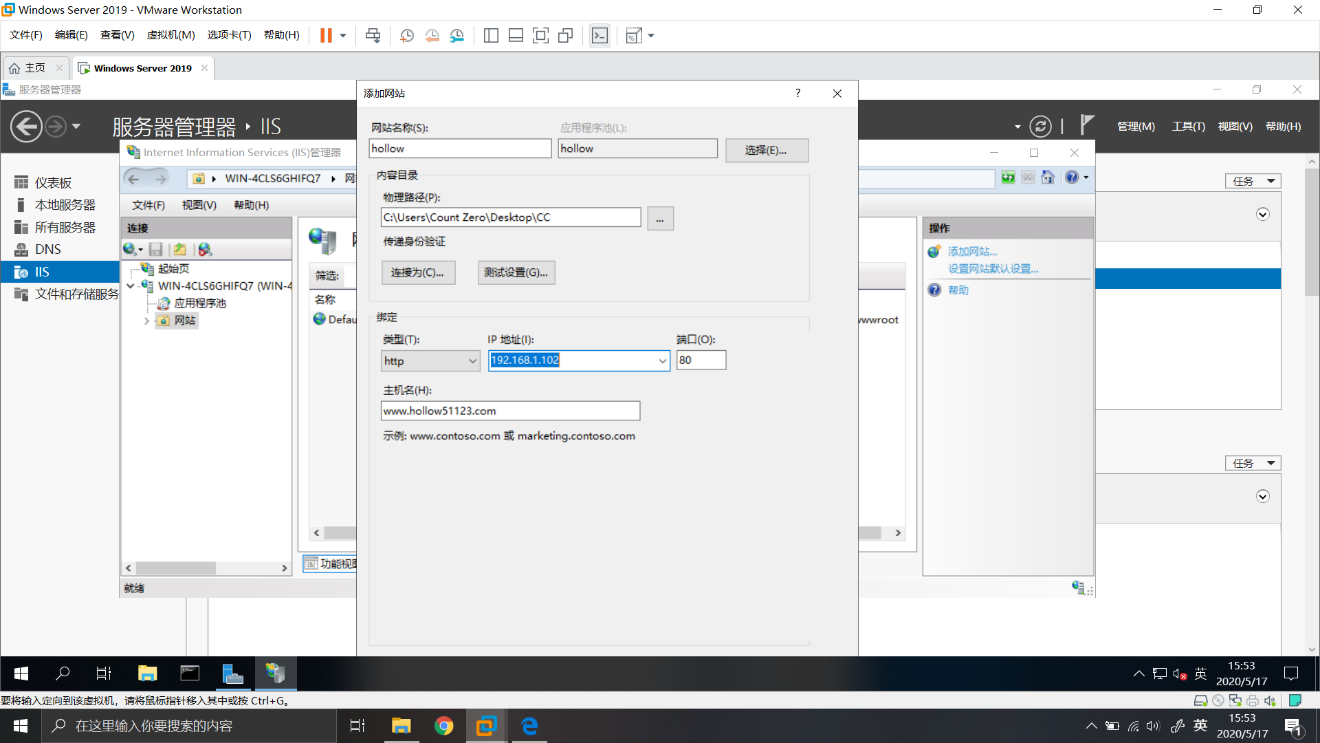 Windows Server 2019 - VMware Workstation
文件(F) 编辑(E) 查看(V) 虚拟机(M) 选项卡(T) 帮助(H)
主页 Windows Server 2019
服务器管理器
服务器管理器 IIS 管理(M) 工具(T) 视图(V) 帮助(H)
仪表板
本地服务器
所有服务器
DNS
IIS
文件和存储服务
Internet Information Services (IIS)管理器
WIN-4CLS6GHIFQ7
文件(F) 视图(V) 帮助(H)
连接
起始页
WIN-4CLS6GHIFQ7 (WIN-4
应用程序池
网站
就绪
筛选:
名称
Defau
wwwroot
功能视图
添加网站
网站名称(S): 应用程序池(L):
hollow hollow 选择(E)...
内容目录
物理路径(P):
C:\Users\Count Zero\Desktop\CC ...
传递身份验证
连接为(C)... 测试设置(G)...
绑定
类型(T): IP 地址(I): 端口(O):
http 192.168.1.102 80
主机名(H):
www.hollow51123.com
示例: www.contoso.com 或 marketing.contoso.com
操作
添加网站...
设置网站默认设置...
帮助
任务
任务
英 15:53
2020/5/17
要将输入定向到该虚拟机，请将鼠标指针移入其中或按 Ctrl+G。
在这里输入你要搜索的内容
英 15:53
2020/5/17
1